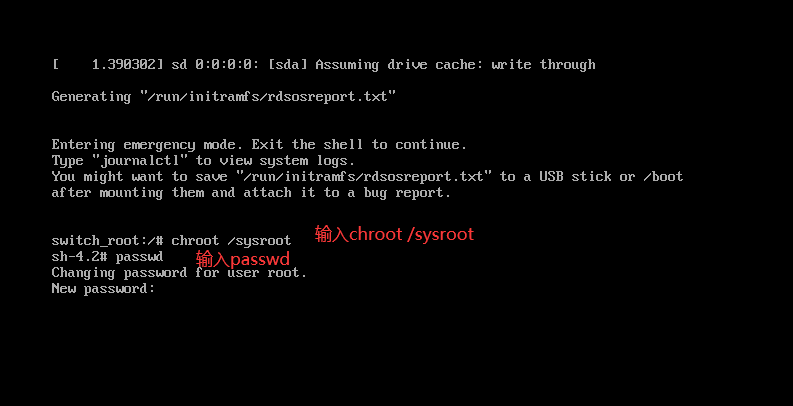 [    1.390302] sd 0:0:0:0: [sda] Assuming drive cache: write through
Generating "/run/initramfs/rdsosreport.txt"
Entering emergency mode. Exit the shell to continue.
Type "journalctl" to view system logs.
You might want to save "/run/initramfs/rdsosreport.txt" to a USB stick or /boot
after mounting them and attach it to a bug report.
switch_root:/# chroot /sysroot 输入chroot /sysroot
sh-4.2# passwd 输入passwd
Changing password for user root.
New password: